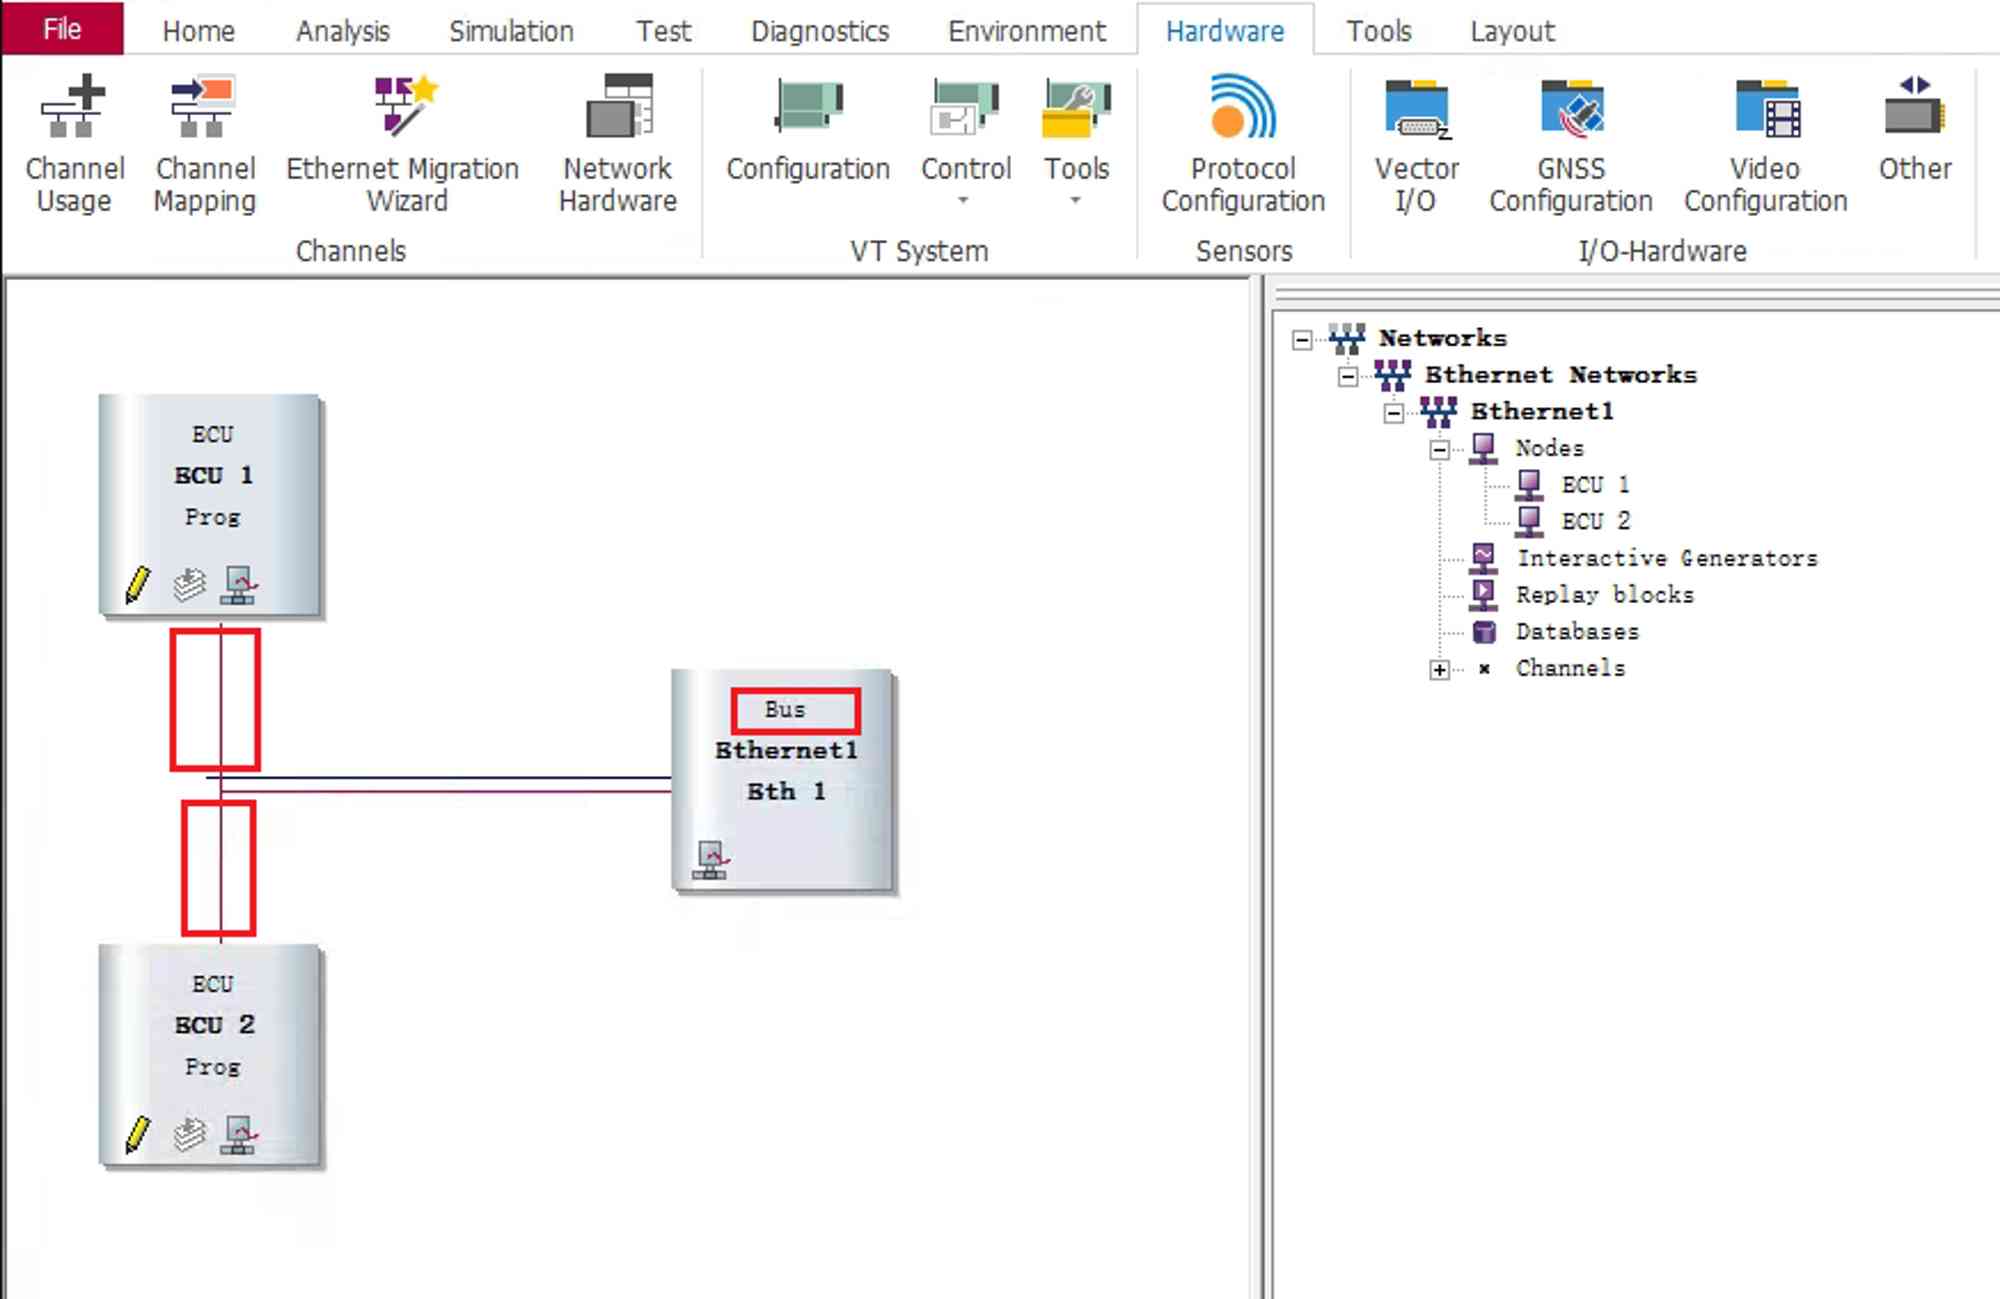 File Home Analysis Simulation Test Diagnostics Environment Hardware Tools Layout
Channel Usage
Channel Mapping
Ethernet Migration Wizard
Network Hardware
Configuration
Control
Tools
Protocol Configuration
Vector I/O
GNSS Configuration
Video Configuration
Other
Channels VT System Sensors I/O-Hardware
ECU
ECU 1
Prog
Bus
Ethernet1
Eth 1
ECU
ECU 2
Prog
Networks
Ethernet Networks
Ethernet1
Nodes
ECU 1
ECU 2
Interactive Generators
Replay blocks
Databases
Channels